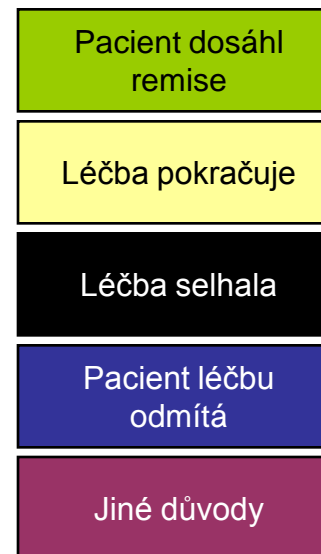 Pacient dosáhl
remise
Léčba pokračuje
Léčba selhala
Pacient léčbu
odmítá
Jiné důvody